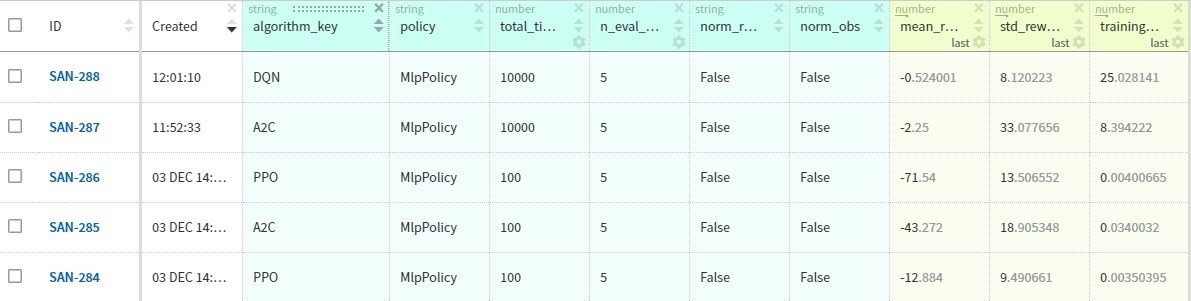 string string number number string string number number number
ID Created algorithm_key policy total_ti... n_eval_... norm_r... norm_obs mean_r... std_rew... training...
last last last
SAN-288 12:01:10 DQN MlpPolicy 10000 5 False False -0.524001 8.120223 25.028141
SAN-287 11:52:33 A2C MlpPolicy 10000 5 False False -2.25 33.077656 8.394222
SAN-286 03 DEC 14:... PPO MlpPolicy 100 5 False False -71.54 13.506552 0.00400665
SAN-285 03 DEC 14:... A2C MlpPolicy 100 5 False False -43.272 18.905348 0.0340032
SAN-284 03 DEC 14:... PPO MlpPolicy 100 5 False False -12.884 9.490661 0.00350395